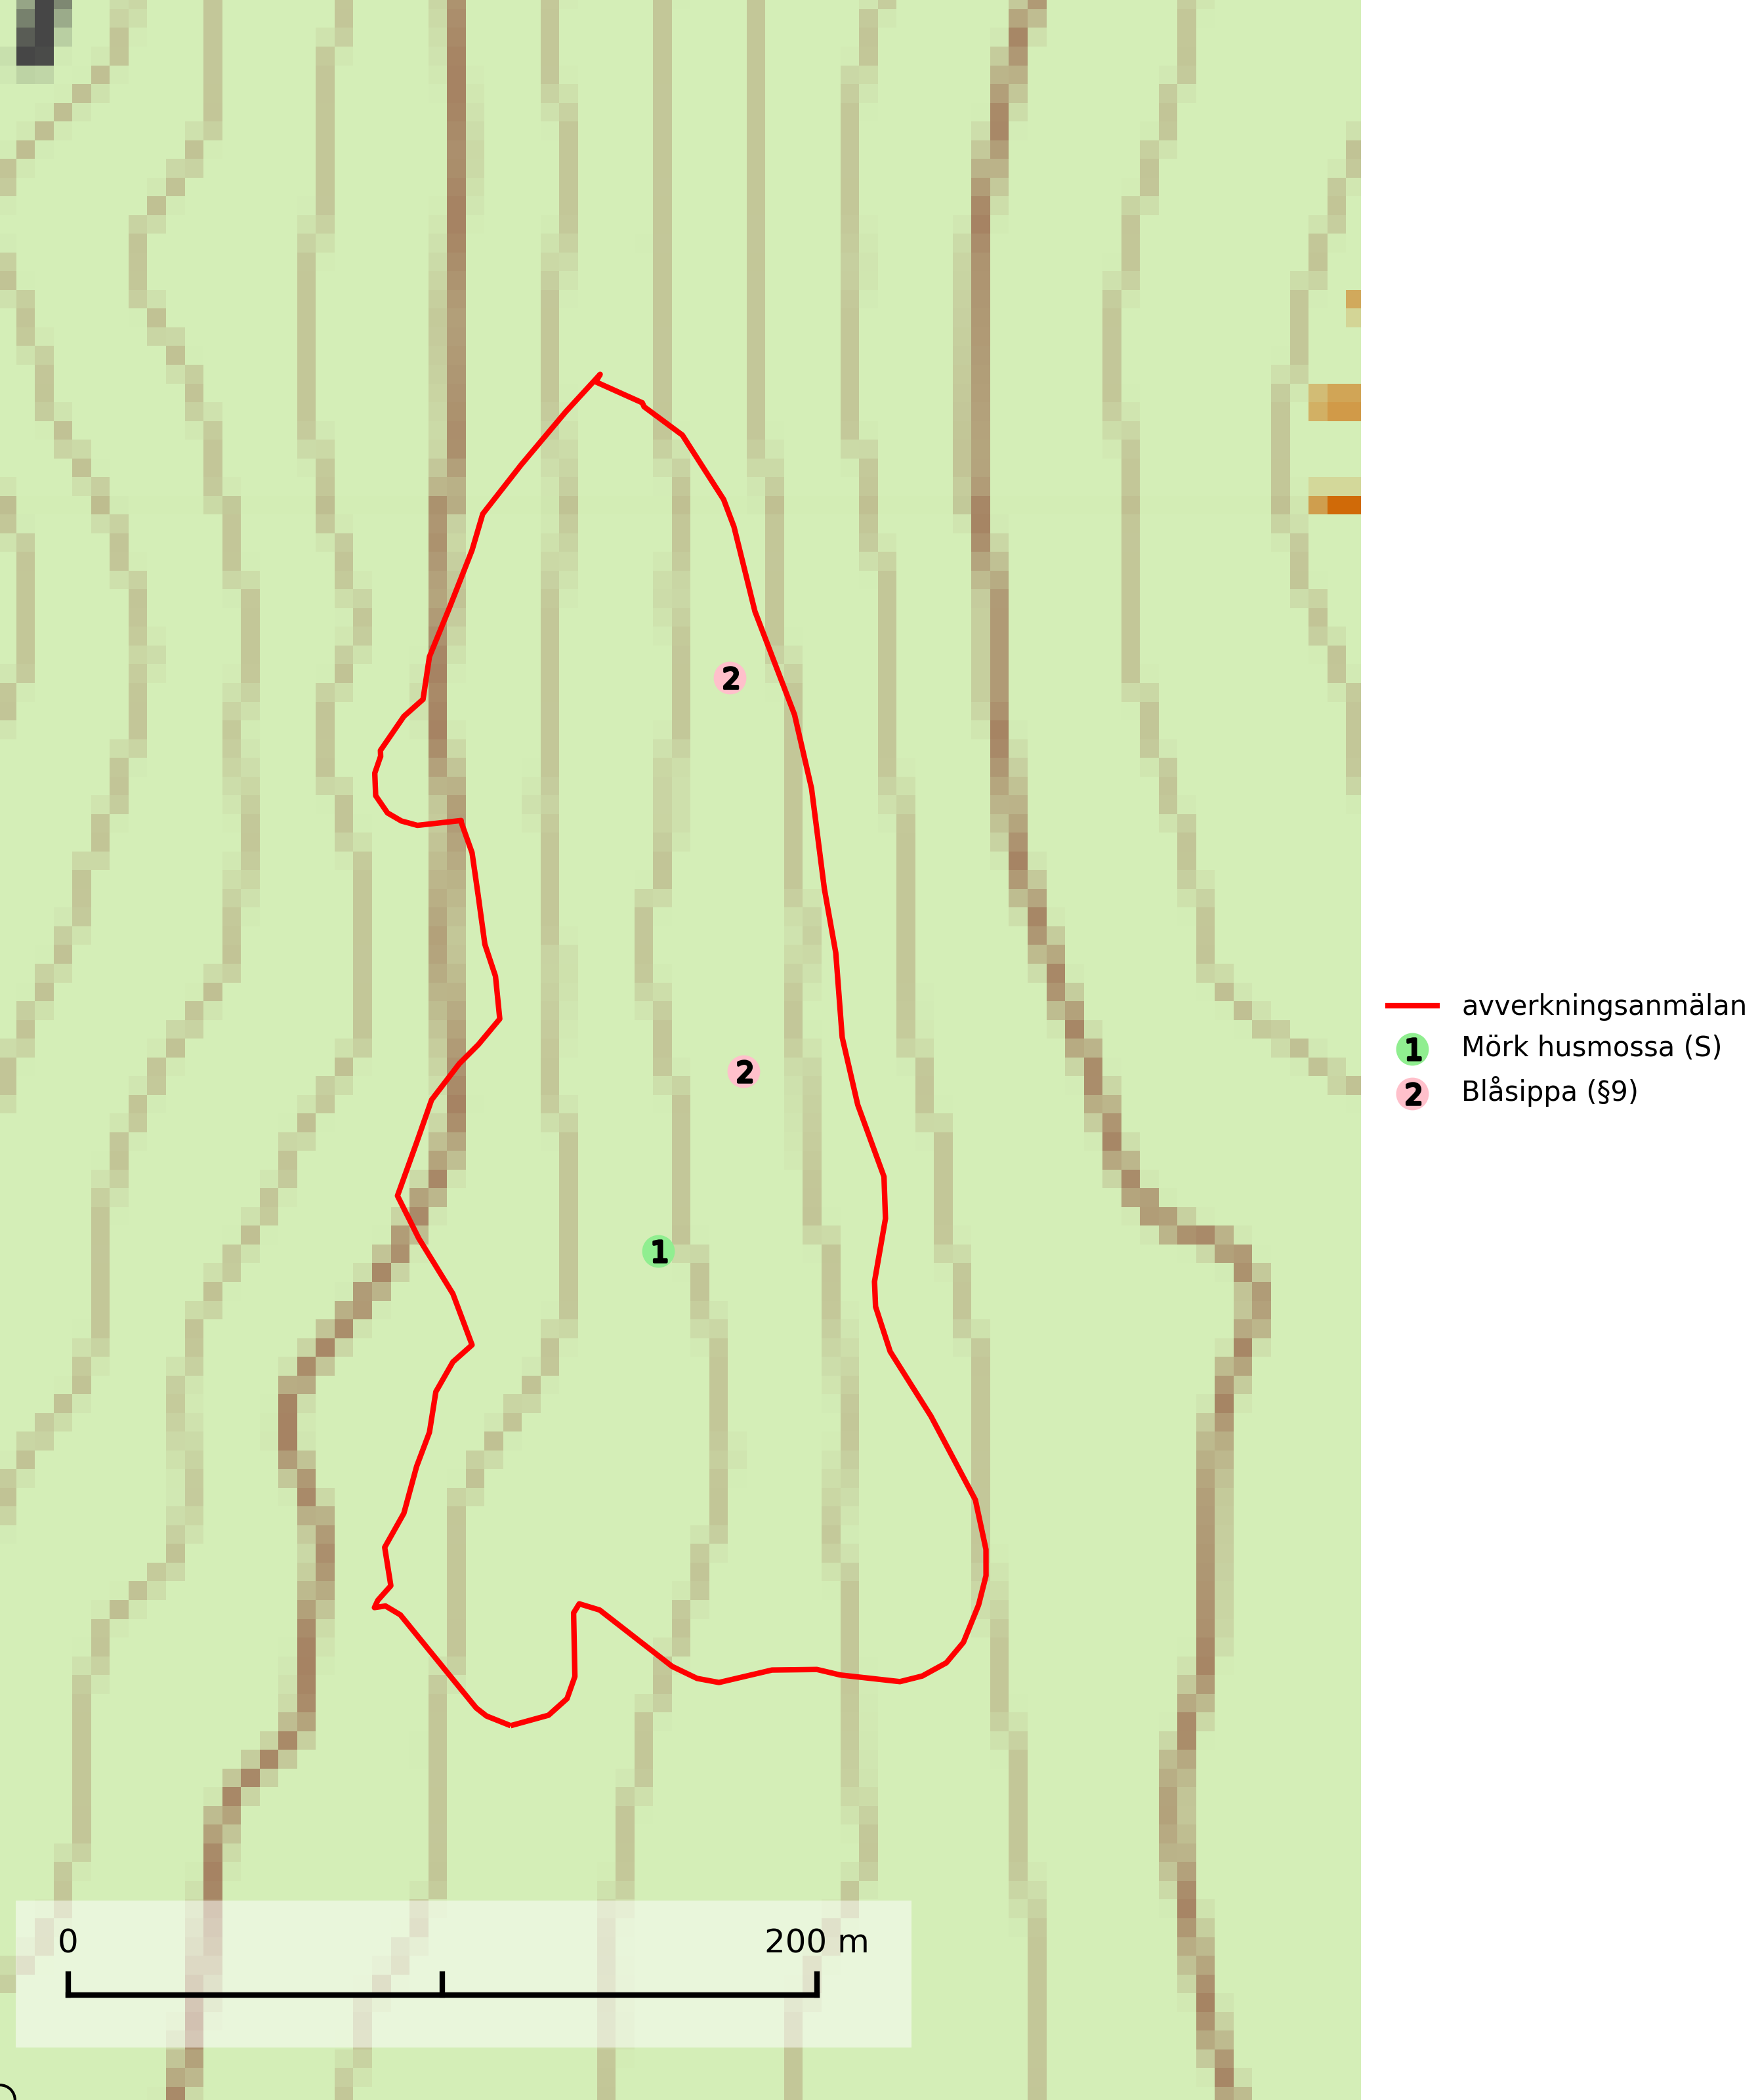 2
2
1
avverkningsanmälan
1 Mörk husmossa (S)
2 Blåsippa (§9)
0 200 m